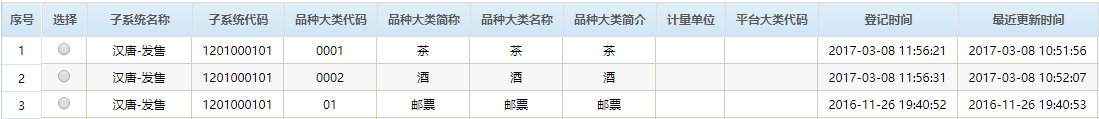 序号 选择 子系统名称 子系统代码 品种大类代码 品种大类简称 品种大类名称 品种大类简介 计量单位 平台大类代码 登记时间 最近更新时间
1 汉唐-发售 1201000101 0001 茶 茶 茶 2017-03-08 11:56:21 2017-03-08 10:51:56
2 汉唐-发售 1201000101 0002 酒 酒 酒 2017-03-08 11:56:31 2017-03-08 10:52:07
3 汉唐-发售 1201000101 01 邮票 邮票 邮票 2016-11-26 19:40:52 2016-11-26 19:40:53